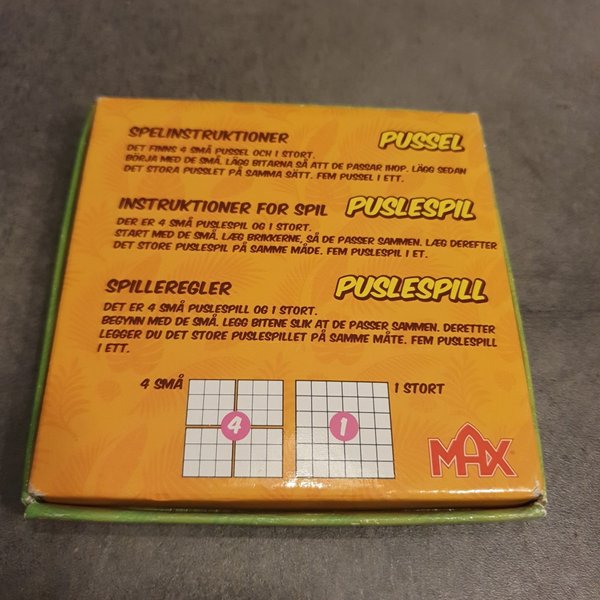 SPELINSTRUKTIONER PUSSEL
DET FINNS 4 SMÅ PUSSEL OCH 1 STORT.
BÖRJA MED DE SMÅ. LÄGG BITARNA SÅ ATT DE PASSAR IHOP. LÄGG SEDAN
DET STORA PUSSLET PÅ SAMMA SÄTT. FEM PUSSEL I ETT.
INSTRUKTIONER FOR SPIL PUSLESPIL
DER ER 4 SMÅ PUSLESPIL OG 1 STORT.
START MED DE SMÅ. LÆG BRIKKERNE, SÅ DE PASSER SAMMEN. LÆG DEREFTER
DET STORE PUSLESPIL PÅ SAMME MÅDE. FEM PUSLESPIL I ET.
SPILLEREGLER PUSLESPILL
DET ER 4 SMÅ PUSLESPILL OG 1 STORT.
BEGYNN MED DE SMÅ. LEGG BITENE SLIK AT DE PASSER SAMMEN. DERETTER
LEGGER DU DET STORE PUSLESPILLET PÅ SAMME MÅTE. FEM PUSLESPILL
I ETT.
4 SMÅ 4 1 1 STORT
MAX